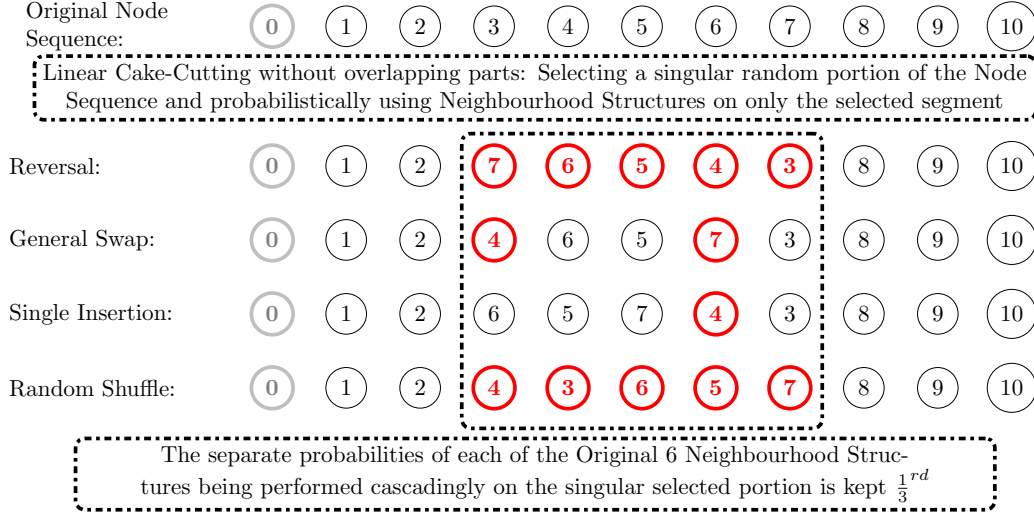 Original Node
Sequence:
0 1 2 3 4 5 6 7 8 9 10
Linear Cake-Cutting without overlapping parts: Selecting a singular random portion of the Node
Sequence and probabilistically using Neighbourhood Structures on only the selected segment
Reversal: 0 1 2 7 6 5 4 3 8 9 10
General Swap: 0 1 2 4 6 5 7 3 8 9 10
Single Insertion: 0 1 2 6 5 7 4 3 8 9 10
Random Shuffle: 0 1 2 4 3 6 5 7 8 9 10
The separate probabilities of each of the Original 6 Neighbourhood Struc-
tures being performed cascadingly on the singular selected portion is kept 1/3 rd